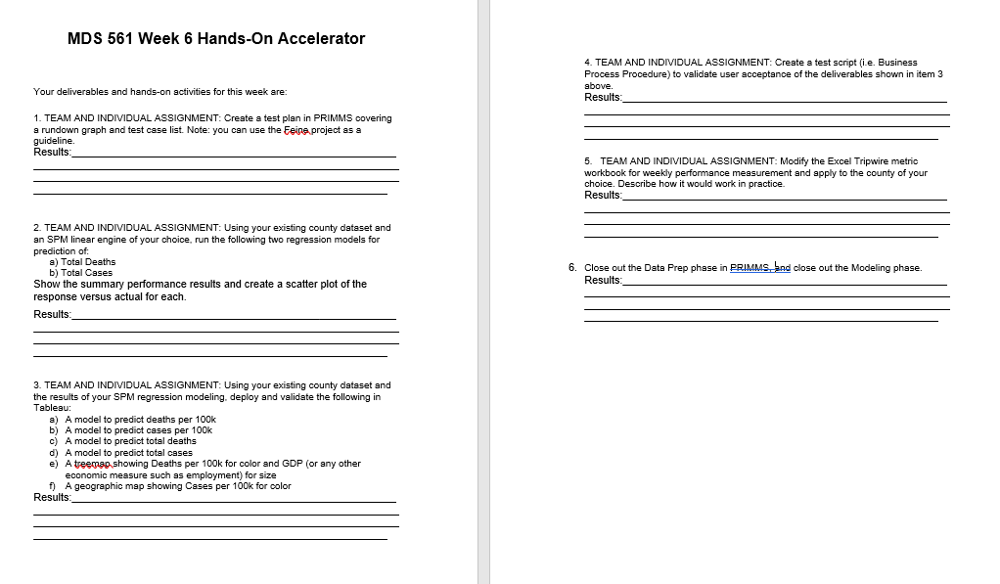 MDS 561 Week 6 Hands-On Accelerator
Your deliverables and hands-on activities for this week are:
1. TEAM AND INDIVIDUAL ASSIGNMENT: Create a test plan in PRIMMS covering
a rundown graph and test case list. Note: you can use the Feina project as a
guideline.
Results:
2. TEAM AND INDIVIDUAL ASSIGNMENT: Using your existing county dataset and
an SPM linear engine of your choice, run the following two regression models for
prediction of:
a) Total Deaths
b) Total Cases
Show the summary performance results and create a scatter plot of the
response versus actual for each.
Results:
3. TEAM AND INDIVIDUAL ASSIGNMENT: Using your existing county dataset and
the results of your SPM regression modeling, deploy and validate the following in
Tableau:
a) A model to predict deaths per 100k
b) A model to predict cases per 100k
c) A model to predict total deaths
d) A model to predict total cases
e) A treemap showing Deaths per 100k for color and GDP (or any other
economic measure such as employment) for size
f) A geographic map showing Cases per 100k for color
Results:
4. TEAM AND INDIVIDUAL ASSIGNMENT: Create a test script (i.e. Business
Process Procedure) to validate user acceptance of the deliverables shown in item 3
above.
Results:
5. TEAM AND INDIVIDUAL ASSIGNMENT: Modify the Excel Tripwire metric
workbook for weekly performance measurement and apply to the county of your
choice. Describe how it would work in practice.
Results:
6. Close out the Data Prep phase in PRIMMS, and close out the Modeling phase.
Results: